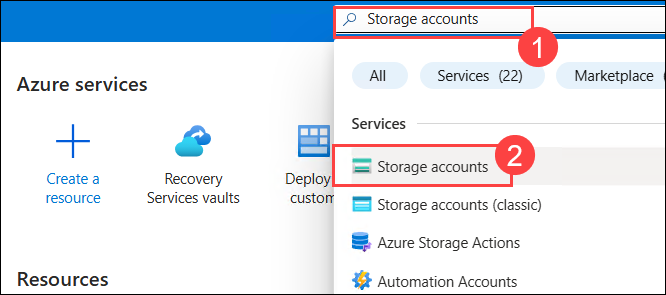 Storage accounts
1
All
Services (22)
Marketplace
Azure services
Services
2
Create a
resource
Recovery
Services vaults
Deploy
custom
Storage accounts
Storage accounts (classic)
Azure Storage Actions
Automation Accounts
Resources